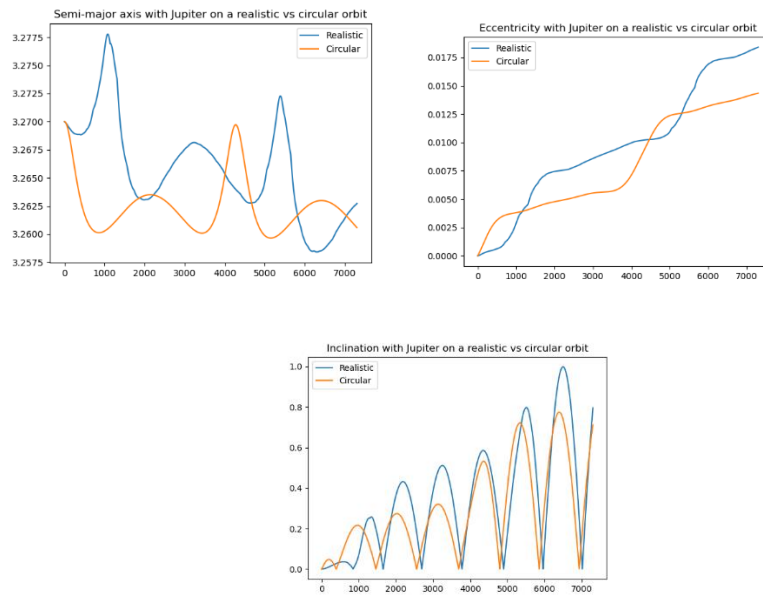 Semi-major axis with Jupiter on a realistic vs circular orbit
Realistic
Circular
3.2775
3.2750
3.2725
3.2700
3.2675
3.2650
3.2625
3.2600
3.2575
0 1000 2000 3000 4000 5000 6000 7000
Eccentricity with Jupiter on a realistic vs circular orbit
Realistic
Circular
0.0175
0.0150
0.0125
0.0100
0.0075
0.0050
0.0025
0.0000
0 1000 2000 3000 4000 5000 6000 7000
Inclination with Jupiter on a realistic vs circular orbit
Realistic
Circular
1.0
0.8
0.6
0.4
0.2
0.0
0 1000 2000 3000 4000 5000 6000 7000